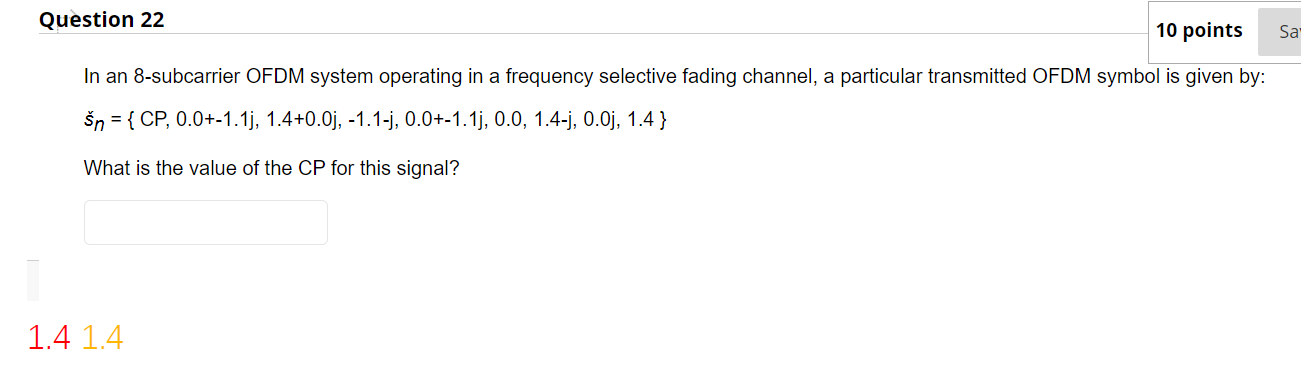 Question 22
10 points
In an 8-subcarrier OFDM system operating in a frequency selective fading channel, a particular transmitted OFDM symbol is given by:
šn = { CP, 0.0+-1.1j, 1.4+0.0j, -1.1-j, 0.0+-1.1j, 0.0, 1.4-j, 0.0j, 1.4 }
What is the value of the CP for this signal?
1.4 1.4